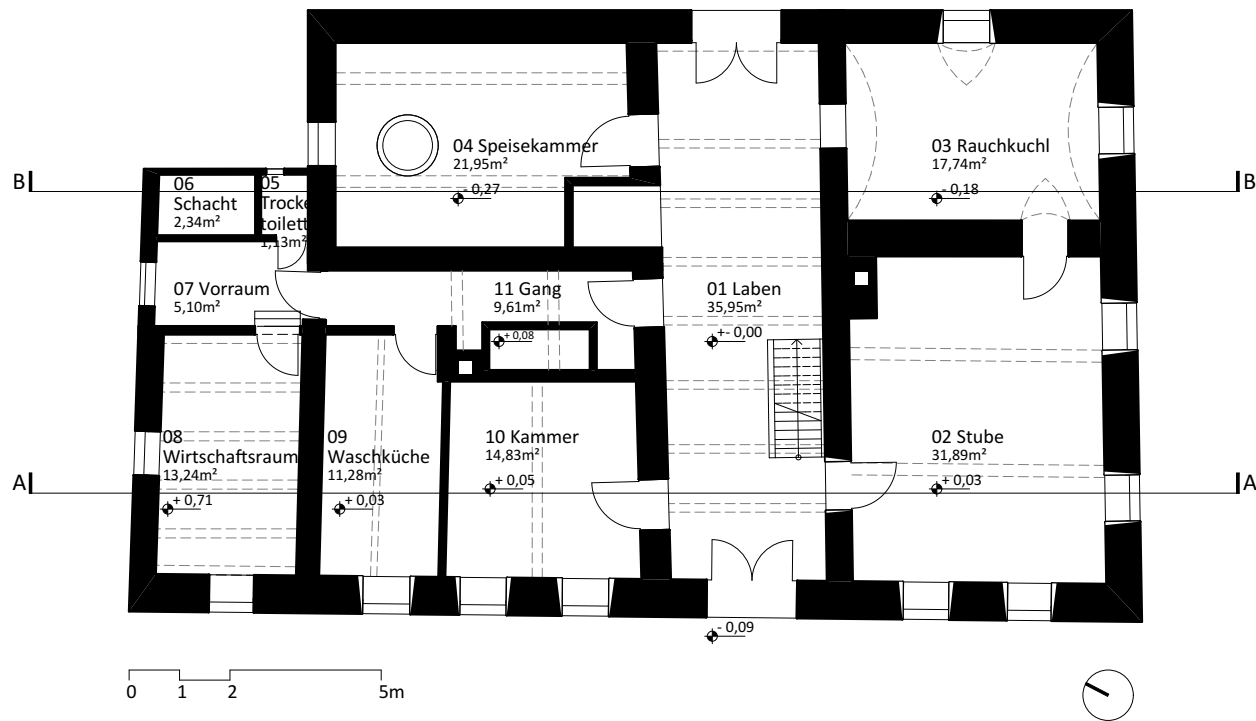 04 Speisekammer
21,95m²
- 0,27
03 Rauchkuchl
17,74m²
- 0,18
B
B
06
Schacht
2,34m²
05
Trocke
toilett
1,13m²
07 Vorraum
5,10m²
11 Gang
9,61m²
+ 0,08
01 Laben
35,95m²
+- 0,00
08
Wirtschaftsraum
13,24m²
+ 0,71
09
Waschküche
11,28m²
+ 0,03
10 Kammer
14,83m²
+ 0,05
02 Stube
31,89m²
+ 0,03
A
A
- 0,09
0 1 2 5m